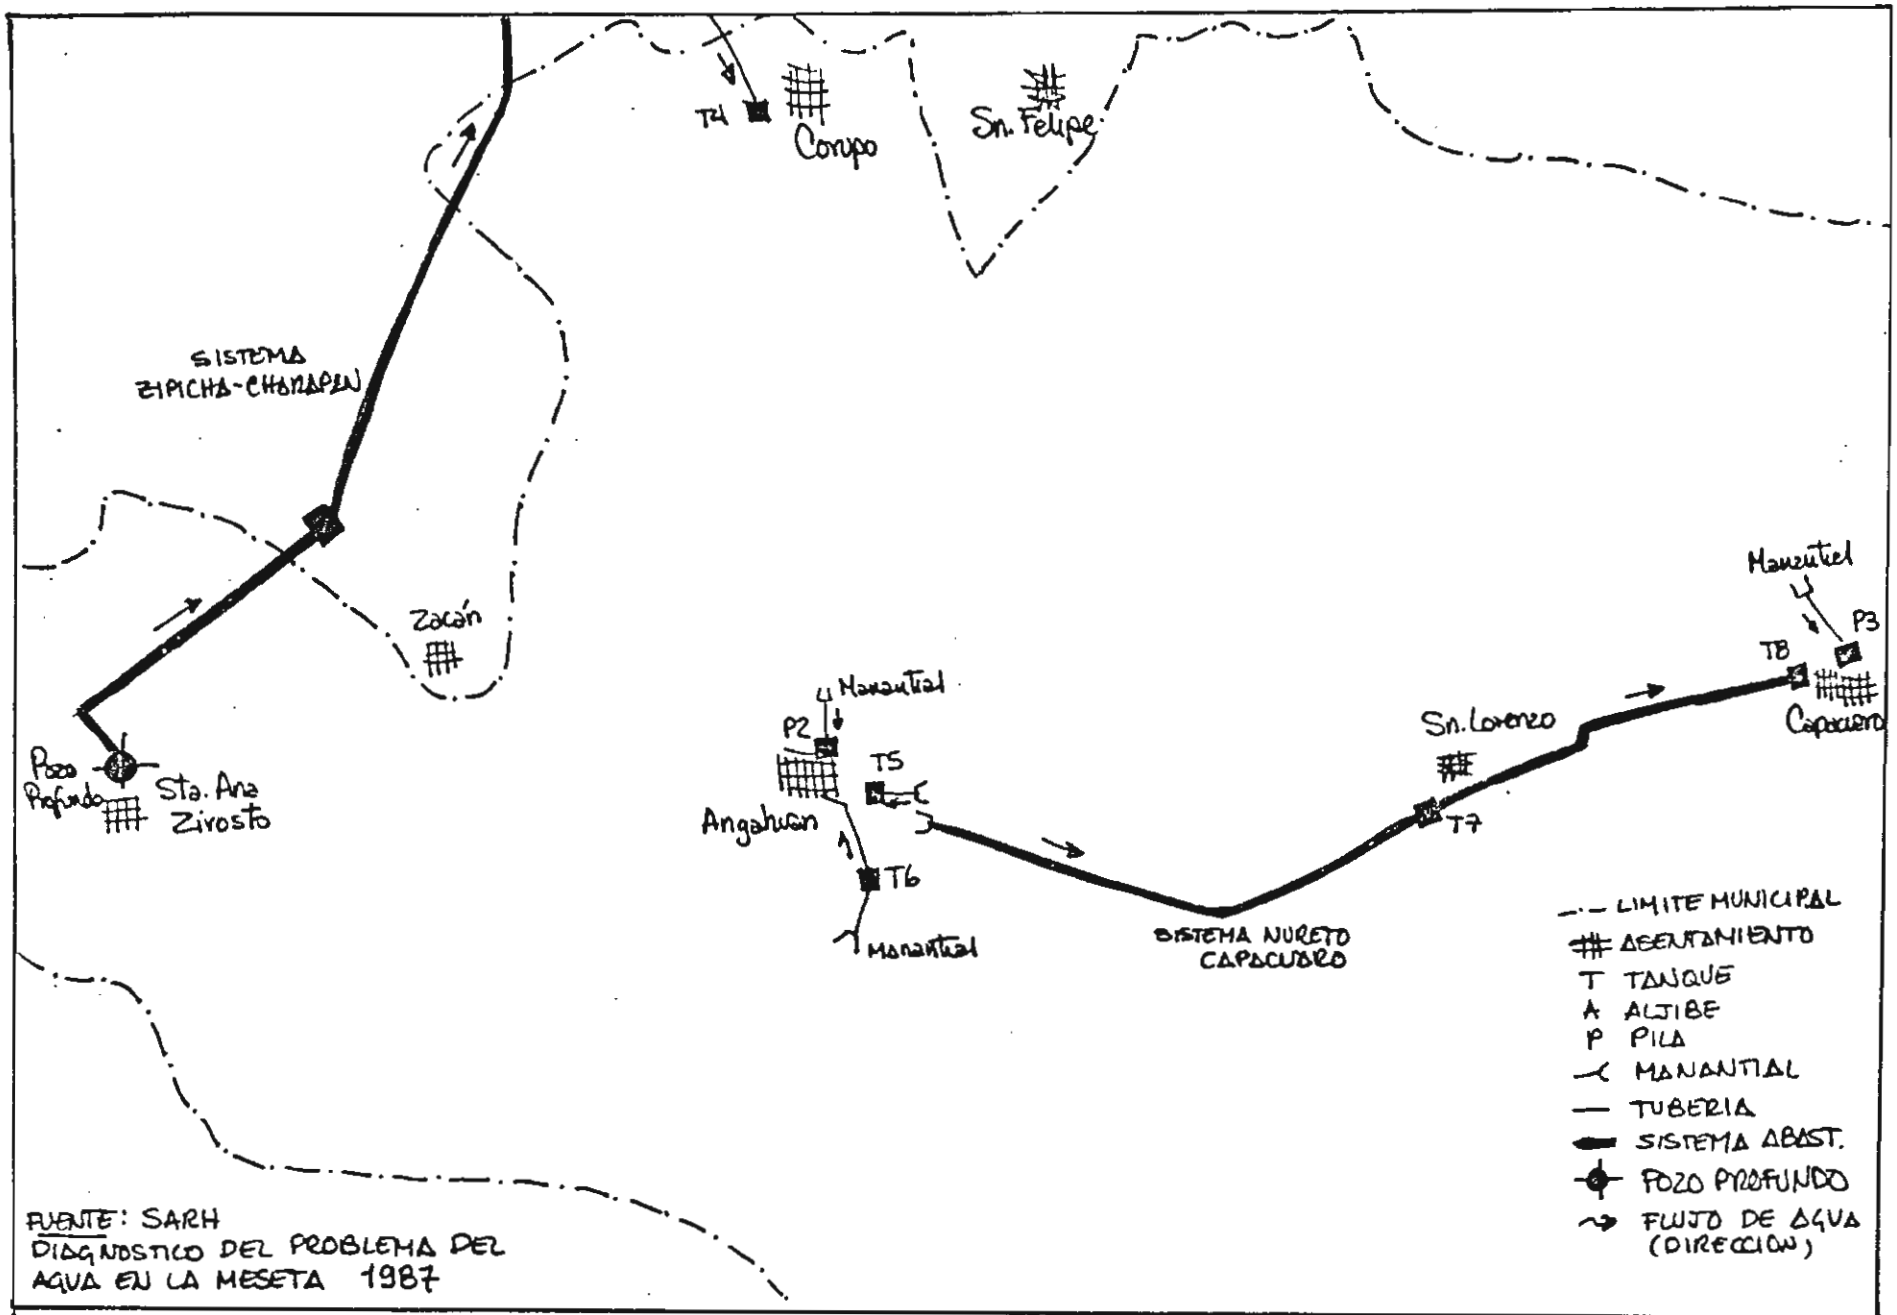 T4
Corupo
Sn. Felipe
SISTEMA
ZIPICHA-CHARAPAN
Zacán
Pozo
Profundo
Sta. Ana
Zirosto
Manantial
P2
T5
Angahuan
T6
Manantial
SISTEMA NURETO
CAPACUARO
Sn. Lorenzo
T7
Manantiel
P3
T8
Capacuaro
LIMITE MUNICIPAL
ASENTAMIENTO
T TANQUE
A ALJIBE
P PILA
MANANTIAL
TUBERIA
SISTEMA ABAST.
POZO PROFUNDO
FLUJO DE AGUA
(DIRECCION)
FUENTE: SARH
DIAGNOSTICO DEL PROBLEMA DEL
AGUA EN LA MESETA 1987